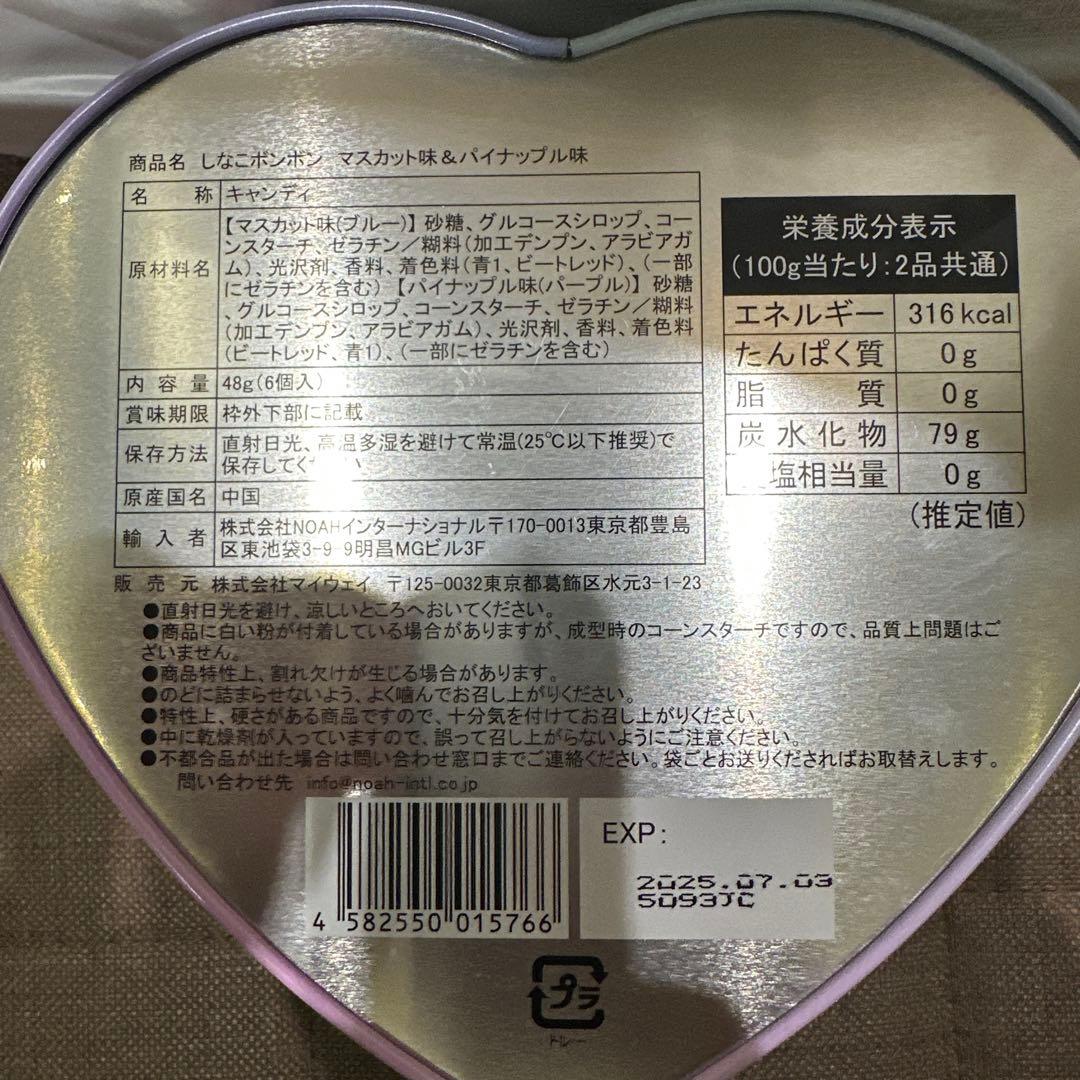 商品名 しなこボンボン マスカット味&パイナップル味
名 称 キャンディ
原材料名
【マスカット味(ブルー)】 砂糖、グルコースシロップ、コー
ンスターチ、ゼラチン/糊料(加工デンプン、アラビアガ
ム)、光沢剤、香料、着色料(青1、ビートレッド)、(一部
にゼラチンを含む) 【パイナップル味(パープル)】 砂糖
、グルコースシロップ、コーンスターチ、ゼラチン/糊料
(加工デンプン、アラビアガム)、光沢剤、香料、着色料
(ビートレッド、青1)、(一部にゼラチンを含む)
内 容 量 48g(6個入)
賞味期限 枠外下部に記載
保存方法 直射日光、高温多湿を避けて常温(25℃以下推奨)で
保存してください
原産国名 中国
輸 入 者 株式会社NOAHインターナショナル〒170-0013東京都豊島
区東池袋3-9-9明昌MGビル3F
販 売 元 株式会社マイウェイ 〒125-0032東京都葛飾区水元3-1-23
●直射日光を避け、涼しいところへおいてください。
●商品に白い粉が付着している場合がありますが、成型時のコーンスターチですので、品質上問題はご
ざいません。
●商品特性上、割れ欠けが生じる場合があります。
●のどに詰まらせないよう、よく噛んでお召し上がりください。
●特性上、硬さがある商品ですので、十分気を付けてお召し上がりください。
●中に乾燥剤が入っていますので、誤って召し上がらないようにご注意ください。
●不都合品が出た場合は問い合わせ窓口までご連絡ください。袋ごとお送りくださればお取替えします。
問い合わせ先 info@noah-intl.co.jp
栄養成分表示
(100g当たり:2品共通)
エネルギー 316kcal
たんぱく質 0g
脂 質 0g
炭水化物 79g
塩相当量 0g
(推定値)
4 582550 015766
EXP:
2025.07.03
5093JC
プラ
トレー